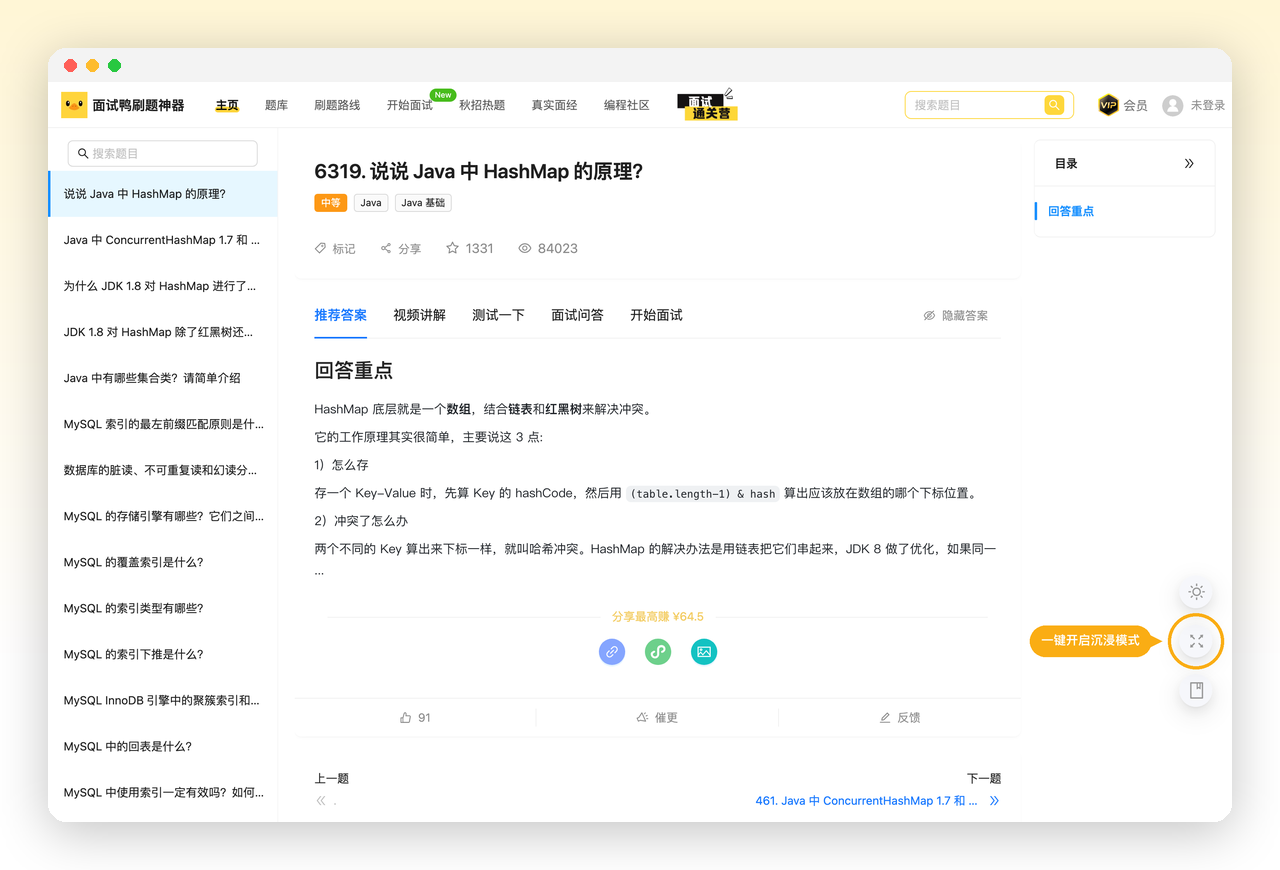 面试鸭刷题神器
主页
题库
刷题路线
开始面试
New
秋招热题
真实面经
编程社区
面试
通关营
搜索题目
VIP
会员
未登录
搜索题目
说说 Java 中 HashMap 的原理?
Java 中 ConcurrentHashMap 1.7 和 ...
为什么 JDK 1.8 对 HashMap 进行了...
JDK 1.8 对 HashMap 除了红黑树还...
Java 中有哪些集合类？请简单介绍
MySQL 索引的最左前缀匹配原则是什...
数据库的脏读、不可重复读和幻读分...
MySQL 的存储引擎有哪些？它们之间...
MySQL 的覆盖索引是什么?
MySQL 的索引类型有哪些?
MySQL 的索引下推是什么?
MySQL InnoDB 引擎中的聚簇索引和...
MySQL 中的回表是什么?
MySQL 中使用索引一定有效吗？如何...
6319. 说说 Java 中 HashMap 的原理?
中等
Java
Java 基础
标记
分享
1331
84023
推荐答案
视频讲解
测试一下
面试问答
开始面试
隐藏答案
回答重点
HashMap 底层就是一个数组，结合链表和红黑树来解决冲突。
它的工作原理其实很简单，主要说这 3 点:
1）怎么存
存一个 Key-Value 时，先算 Key 的 hashCode，然后用 (table.length-1) & hash 算出应该放在数组的哪个下标位置。
2）冲突了怎么办
两个不同的 Key 算出来下标一样，就叫哈希冲突。HashMap 的解决办法是用链表把它们串起来，JDK 8 做了优化，如果同一
...
分享最高赚 ¥64.5
91
催更
反馈
上一题
.
下一题
461. Java 中 ConcurrentHashMap 1.7 和 ...
目录
回答重点
一键开启沉浸模式